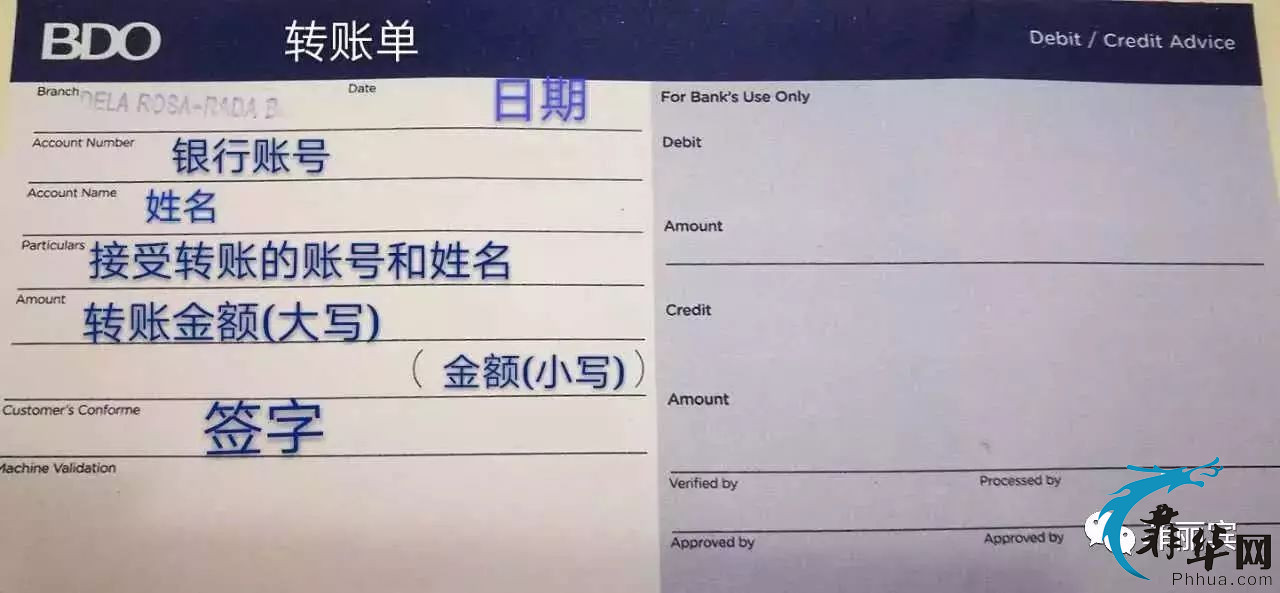 BDO 转账单 Debit / Credit Advice
Branch DELA ROSA-RADA B Date 日期
Account Number 银行账号
Account Name 姓名
Particulars 接受转账的账号和姓名
Amount 转账金额(大写)
( 金额(小写) )
Customer's Conforme 签字
Machine Validation
For Bank's Use Only
Debit
Amount
Credit
Amount
Verified by Processed by
Approved by Approved by
菲华网
Phhua.com